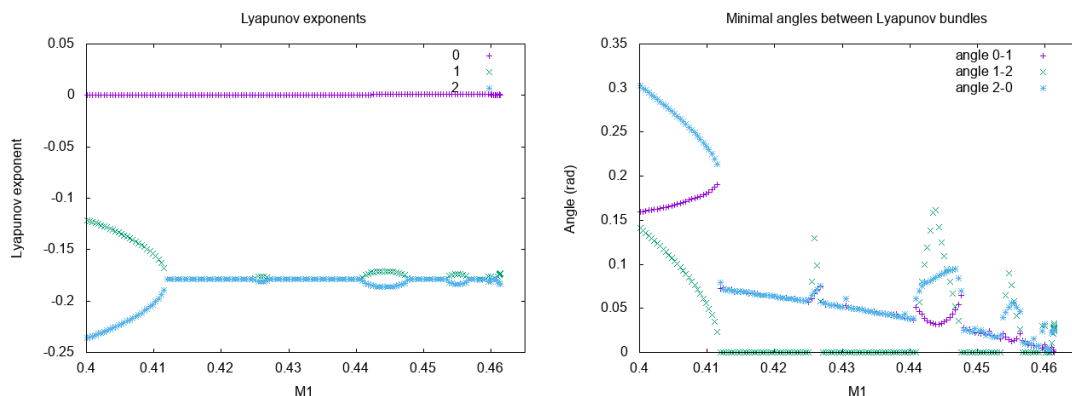 Lyapunov exponents
0.05
0
-0.05
-0.1
-0.15
-0.2
-0.25
0.4 0.41 0.42 0.43 0.44 0.45 0.46
Lyapunov exponent
M1
0
1
2
Minimal angles between Lyapunov bundles
0.35
0.3
0.25
0.2
0.15
0.1
0.05
0
0.4 0.41 0.42 0.43 0.44 0.45 0.46
Angle (rad)
M1
angle 0-1
angle 1-2
angle 2-0